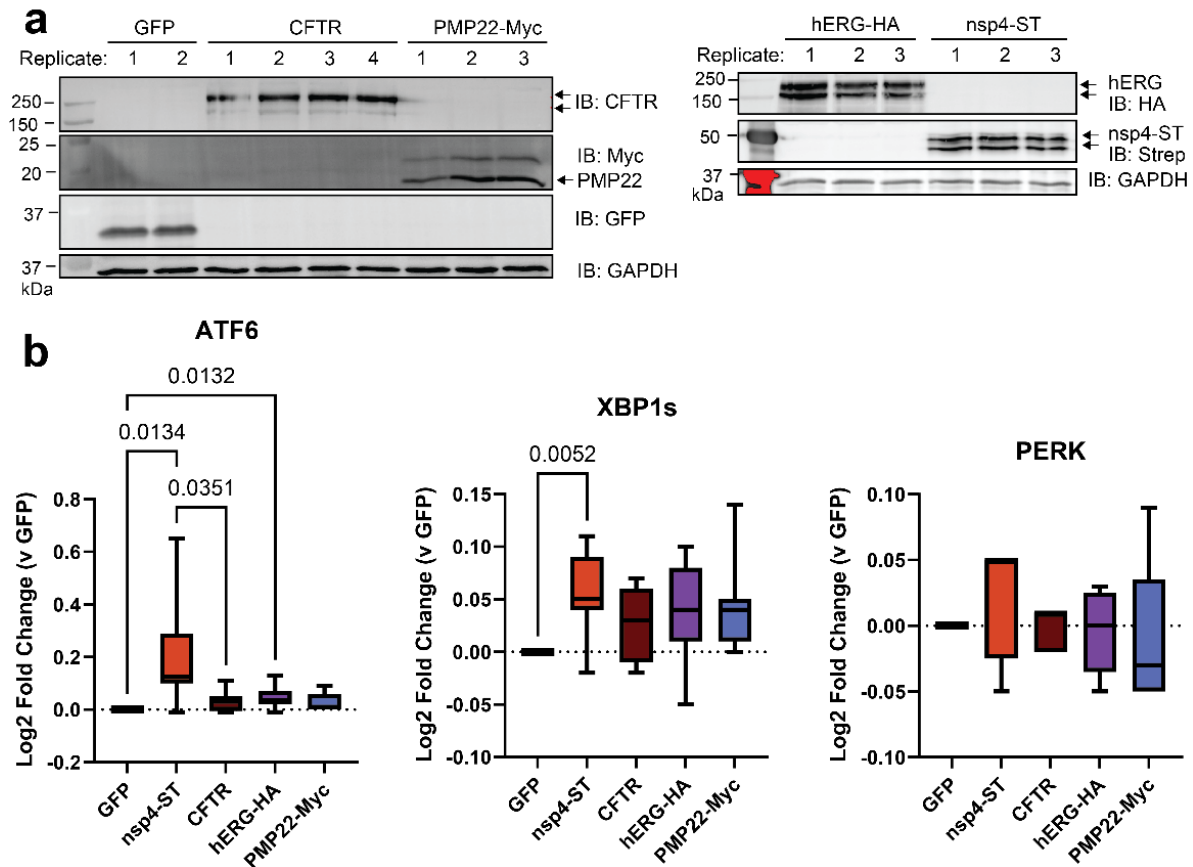 a
GFP CFTR PMP22-Myc
Replicate: 1 2 1 2 3 4 1 2 3
250
150
IB: CFTR
25
20
IB: Myc
PMP22
37
IB: GFP
37
kDa
IB: GAPDH
hERG-HA nsp4-ST
Replicate: 1 2 3 1 2 3
250
150
hERG
IB: HA
50
nsp4-ST
IB: Strep
37
kDa
IB: GAPDH
b
ATF6
0.0132
0.0134
0.0351
Log2 Fold Change (v GFP)
0.8
0.6
0.4
0.2
0.0
-0.2
GFP
nsp4-ST
CFTR
hERG-HA
PMP22-Myc
XBP1s
0.0052
Log2 Fold Change (v GFP)
0.15
0.10
0.05
0.00
-0.05
-0.10
GFP
nsp4-ST
CFTR
hERG-HA
PMP22-Myc
PERK
Log2 Fold Change (v GFP)
0.10
0.05
0.00
-0.05
-0.10
GFP
nsp4-ST
CFTR
hERG-HA
PMP22-Myc